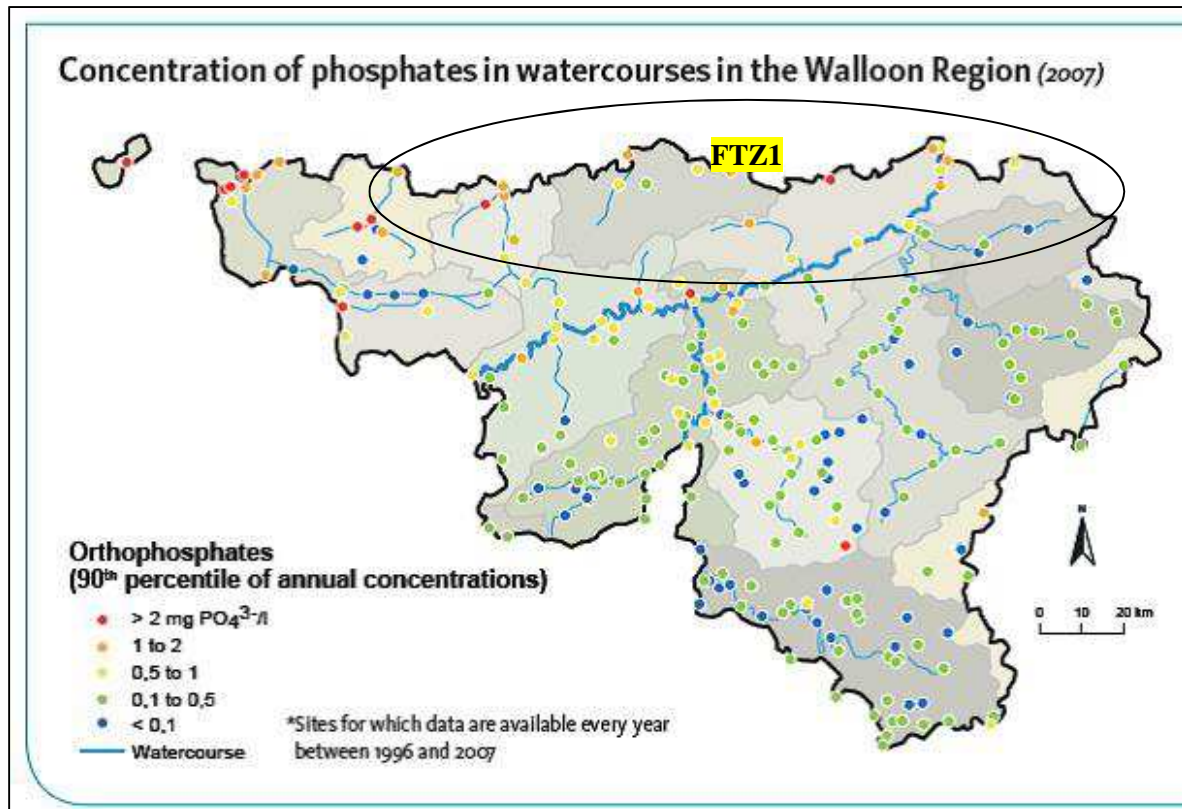 Concentration of phosphates in watercourses in the Walloon Region (2007)
FTZ1
N
0 10 20 km
Orthophosphates
(90th percentile of annual concentrations)
> 2 mg PO4 3-/l
1 to 2
0,5 to 1
0,1 to 0,5
< 0,1
Watercourse
*Sites for which data are available every year
between 1996 and 2007